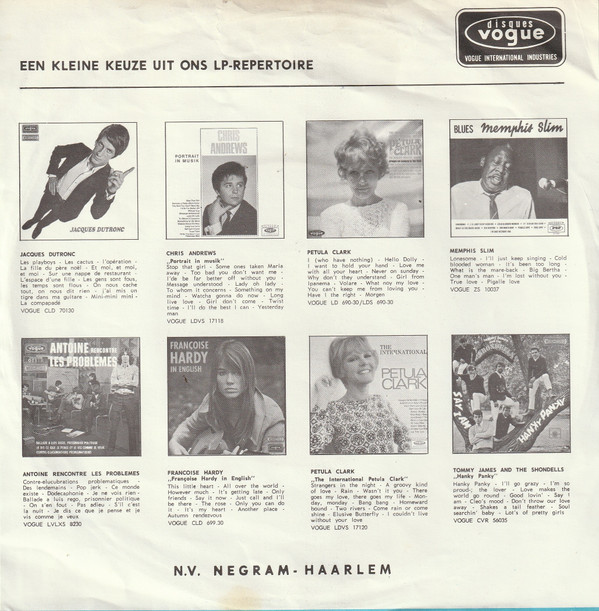 disques
vogue
VOGUE INTERNATIONAL INDUSTRIES
EEN KLEINE KEUZE UIT ONS LP-REPERTOIRE
JACQUES DUTRONC
CHRIS
ANDREWS
PORTRAIT
IN MUSIK
PETULA
CLARK
BLUES Memphis Slim
JACQUES DUTRONC
Les playboys - Les cactus - l'opération -
La fille du père noël - Et moi, et moi,
et moi - Sur une nappe de restaurant -
L'espace d'une fille - Les gens sont fous,
les temps sont flous - On nous cache
tout, on nous dit rien - j'ai mis un
tigre dans ma guitare - Mini-mini mini -
La compapade
VOGUE CLD 70130
CHRIS ANDREWS
„Portrait in musik"
Stop that girl - Some ones taken Maria
away - Too bad you don't want me -
I'de be far better off without you -
Message understood - Lady oh lady -
To whom it concerns - Something on my
mind - Watcha gonna do now - Long
live love - Girl don't come - Twist
time - I'll do the best I can - Yesterday
man
VOGUE LDVS 17118
PETULA CLARK
I (who have nothing) - Hello Dolly -
I want to hold your hand - Love me
with all your heart - Never on sunday -
Why don't they understand - Girl from
Ipanema - Volare - What noy my love -
You can't keep me from loving you -
Have I the right - Morgen
VOGUE LD 690-30/LDS 690-30
MEMPHIS SLIM
Lonesome - I'll just keep singing - Cold
blooded woman - It's been too long -
What is the mare-back - Big Bertha -
One man's man - I'm lost without you -
True love - Pigalle love
VOGUE ZS 10037
ANTOINE RENCONTRE
LES PROBLEMES
FRANÇOISE
HARDY
IN ENGLISH
THE
INTERNATIONAL
PETULA
CLARK
SAY I AM
HANKY PANKY
ANTOINE RENCONTRE LES PROBLEMES
Contre-élucubrations problematiques -
Des lendemains - Pop jerk - Ce monde
existe - Dodecaphonie - Je ne vois rien -
Ballade a luis rego, prisonnier politique
- On s'en fout - Pas adieu - S'il c'est
la nuit - Je dis ce que je pense et je
vis comme je veux
VOGUE LVLXS 8230
FRANCOISE HARDY
„Françoise Hardy in English"
This little heart - All over the world -
However much - It's getting late - Only
friends - Say it now - Just call and I'll
be there - The rose - Only you can do
it - It's my heart - Another place -
Autumn rendezvous
VOGUE CLD 699.30
PETULA CLARK
„The International Petula Clark"
Strangers in the night - A groovy kind
of love - Rain - Wasn't it you - There
goes my love, there goes my life - Mon-
day, monday - Bang bang - Homeward
bound - Two rivers - Come rain or come
shine - Elusive Butterfly - I couldn't live
without your love
VOGUE LDVS 17120
TOMMY JAMES AND THE SHONDELLS
„Hanky Panky"
Hanky Panky - I'll go grazy - I'm so
proud - the lover - Love makes the
world go round - Good lovin' - Say I
am - Cleo's mood - Don't throw our love
away - Shakes a tail feather - Soul
searchin' baby - Lot's of pretty girls
VOGUE CVR 56035
N.V. NEGRAM - HAARLEM